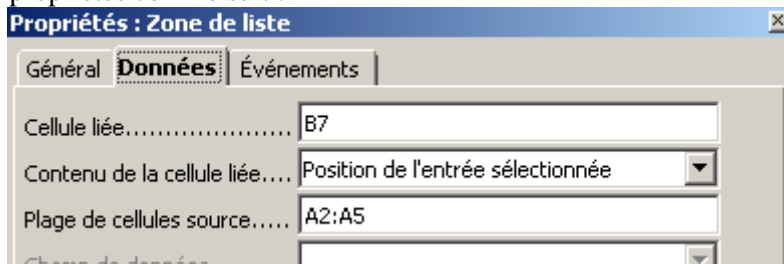 Propriétés : Zone de liste
Général Données Événements
Cellule liée..................... B7
Contenu de la cellule liée.... Position de l'entrée sélectionnée
Plage de cellules source..... A2:A5